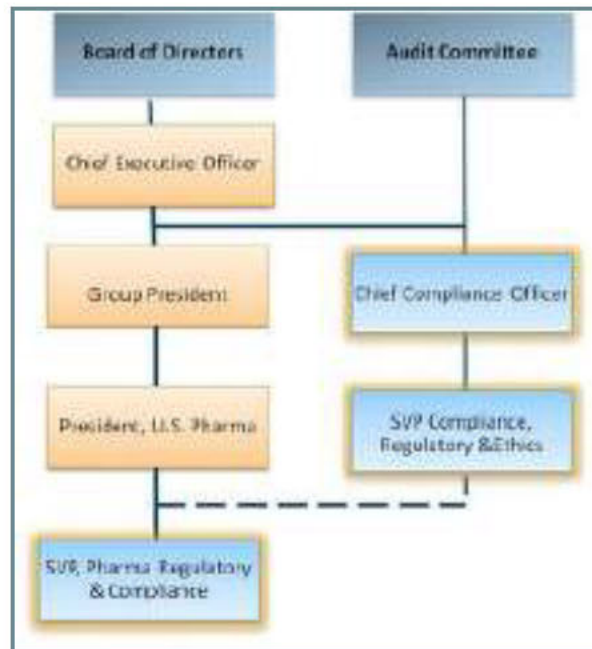 Board of Directors
Audit Committee
Chief Executive Officer
Group President
Chief Compliance Officer
President, U.S. Pharma
SVP Compliance,
Regulatory &Ethics
SVP, Pharma Regulatory
& Compliance